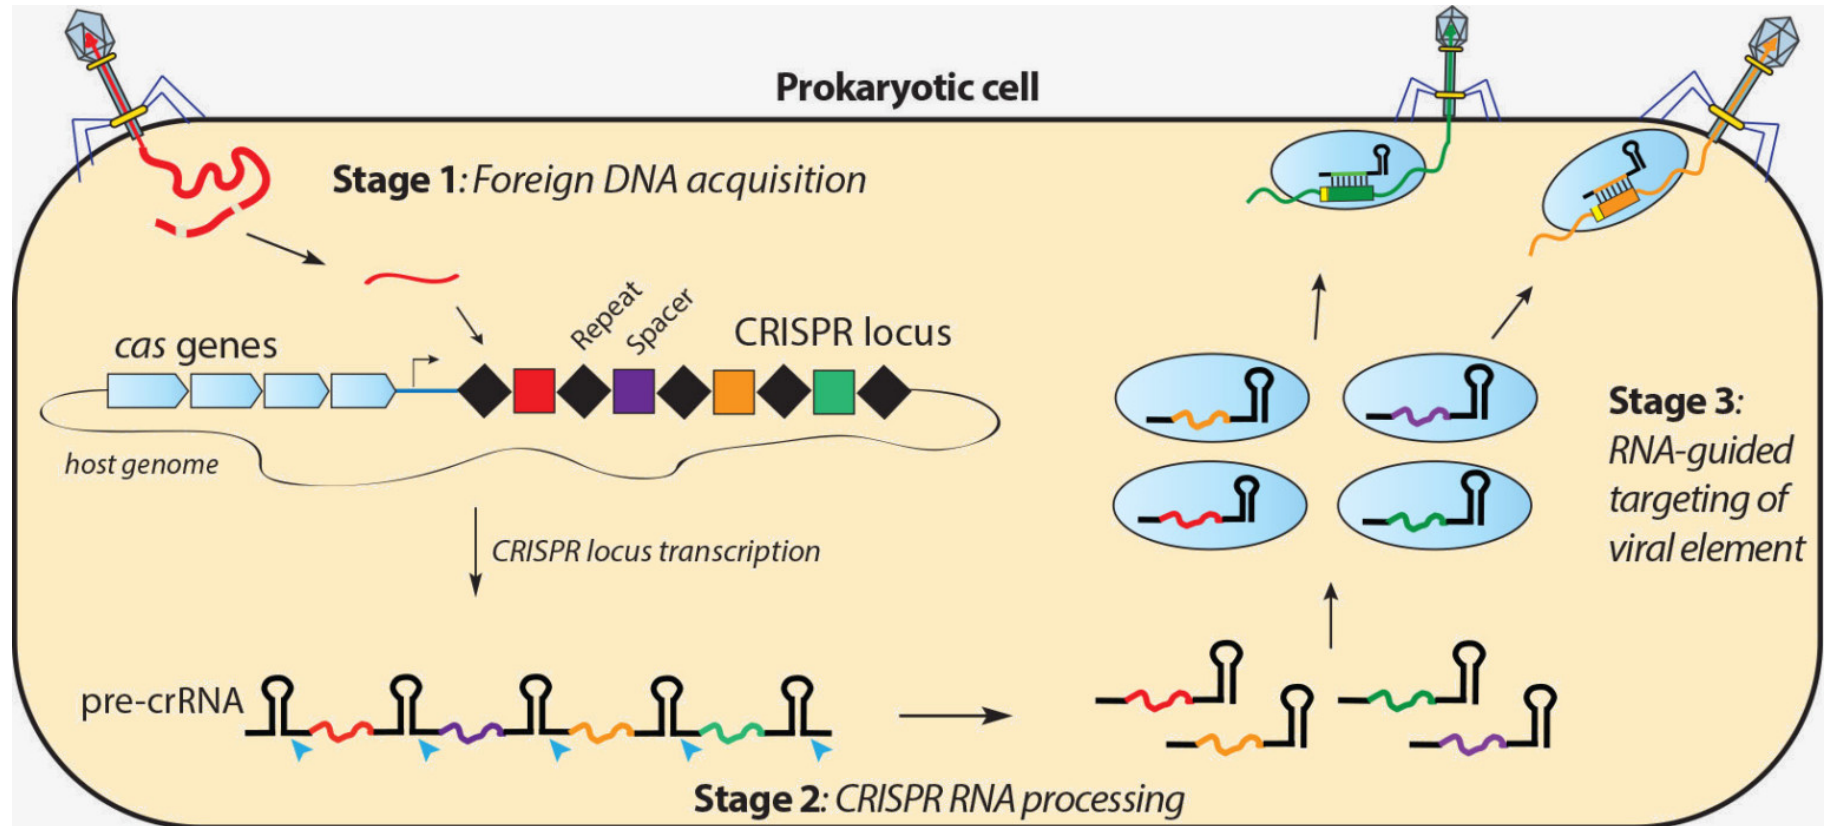 Prokaryotic cell
Stage 1: Foreign DNA acquisition
Repeat
Spacer
CRISPR locus
cas genes
host genome
CRISPR locus transcription
Stage 3:
RNA-guided
targeting of
viral element
pre-crRNA
Stage 2: CRISPR RNA processing